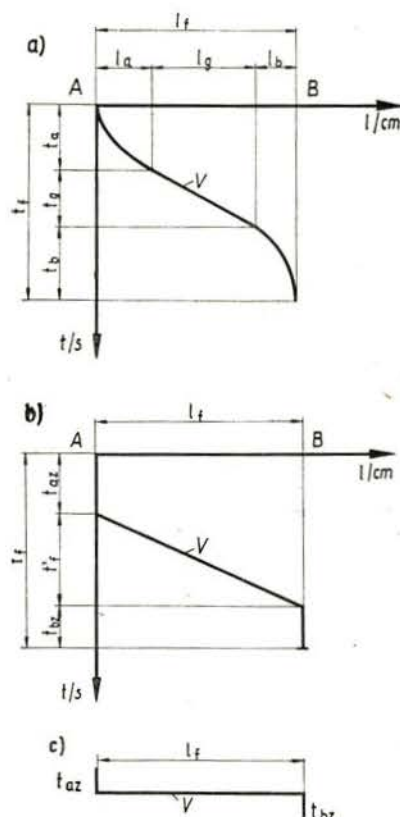 a)
l_f
l_a l_g l_b
A B
l/cm
t_f t_a t_g t_b
V
t/s
b)
l_f
A B
l/cm
t_f t_az t'_f t_bz
V
t/s
c)
l_f
t_az
V
t_bz